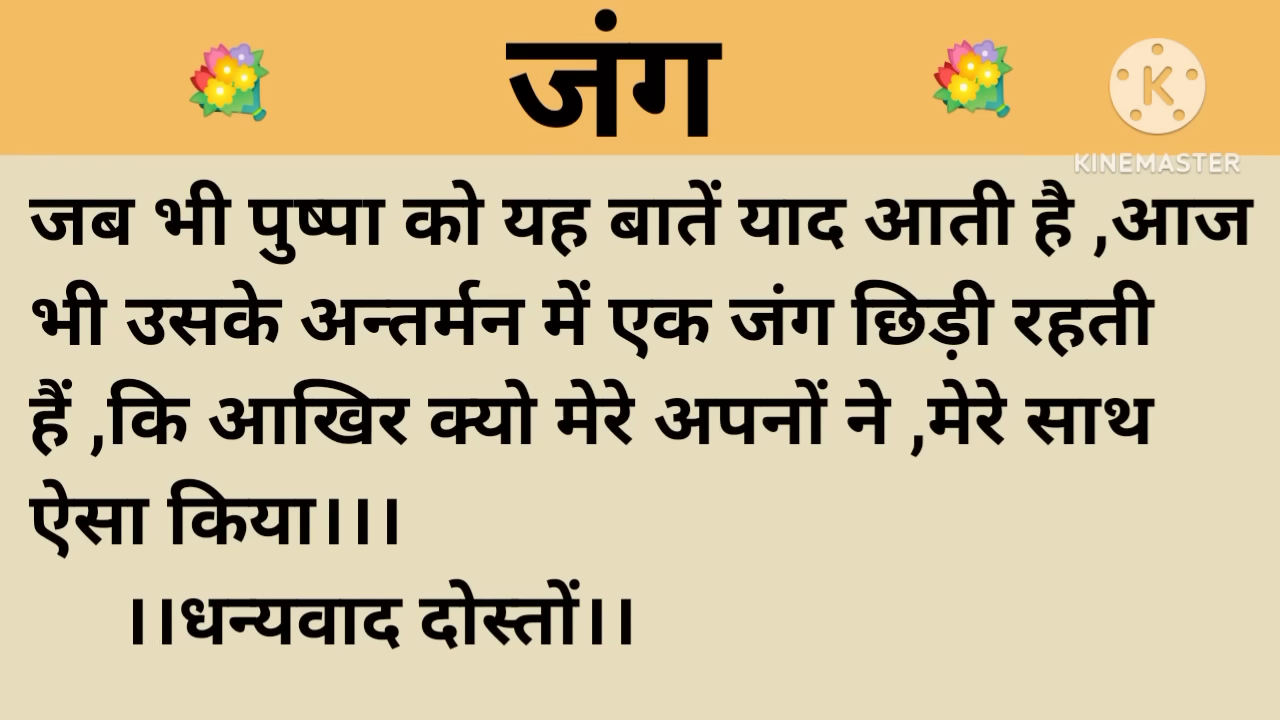 जंग
KINEMASTER
जब भी पुष्पा को यह बातें याद आती है ,आज
भी उसके अन्तर्मन में एक जंग छिड़ी रहती
हैं ,कि आखिर क्यो मेरे अपनों ने ,मेरे साथ
ऐसा किया।।।
।।धन्यवाद दोस्तों।।